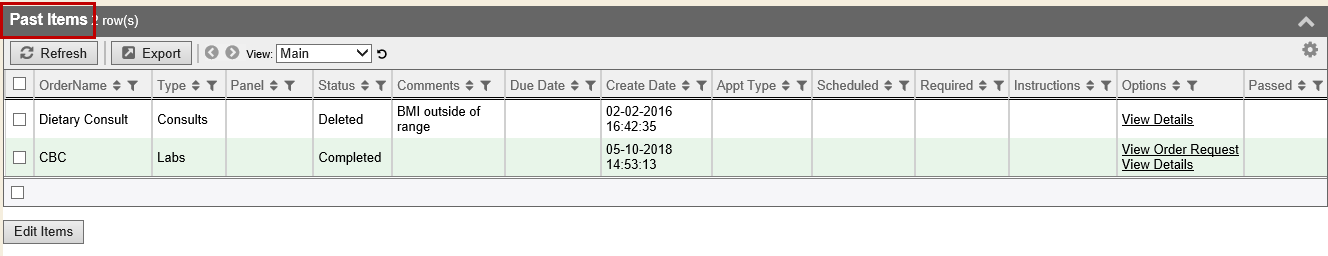 Past Items 2 row(s)
Refresh Export View: Main
OrderName Type Panel Status Comments Due Date Create Date Appt Type Scheduled Required Instructions Options Passed
Dietary Consult Consults Deleted BMI outside of range 02-02-2016 16:42:35 View Details
CBC Labs Completed 05-10-2018 14:53:13 View Order Request View Details
Edit Items